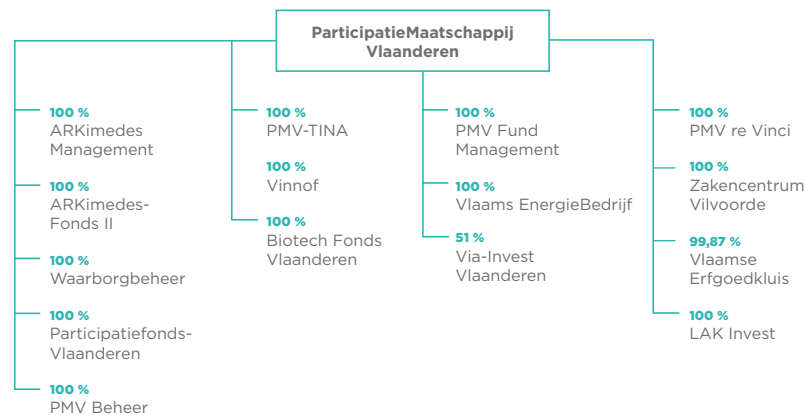 ParticipatieMaatschappij
Vlaanderen
100 %
ARKimedes
Management
100 %
ARKimedes-
Fonds II
100 %
Waarborgbeheer
100 %
Participatiefonds-
Vlaanderen
100 %
PMV Beheer
100 %
PMV-TINA
100 %
Vinnof
100 %
Biotech Fonds
Vlaanderen
100 %
PMV Fund
Management
100 %
Vlaams EnergieBedrijf
51 %
Via-Invest
Vlaanderen
100 %
PMV re Vinci
100 %
Zakencentrum
Vilvoorde
99,87 %
Vlaamse
Erfgoedkluis
100 %
LAK Invest